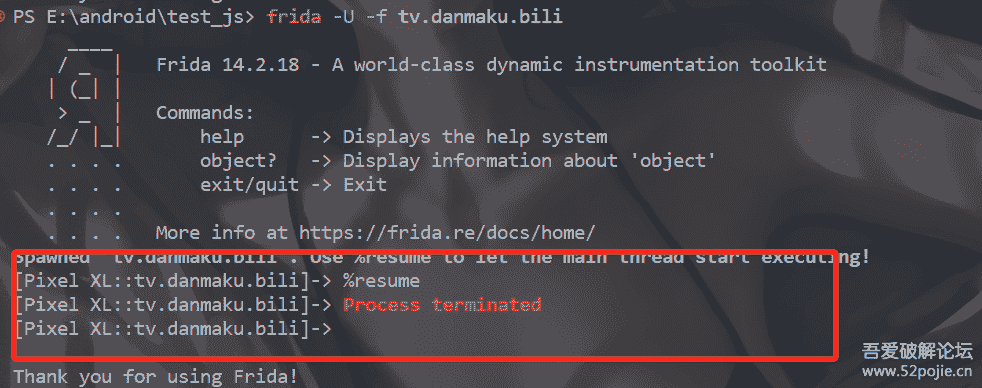 PS E:\android\test_js> frida -U -f tv.danmaku.bili
____
/ _  |   Frida 14.2.18 - A world-class dynamic instrumentation toolkit
| (_| |
> _  |   Commands:
/_/ |_|       help      -> Displays the help system
. . . .       object?   -> Display information about 'object'
. . . .       exit/quit -> Exit
. . . .
. . . .   More info at https://frida.re/docs/home/
Spawned `tv.danmaku.bili`. Use %resume to let the main thread start executing!
[Pixel XL::tv.danmaku.bili]-> %resume
[Pixel XL::tv.danmaku.bili]-> Process terminated
[Pixel XL::tv.danmaku.bili]->
Thank you for using Frida!
吾爱破解论坛
www.52pojie.cn